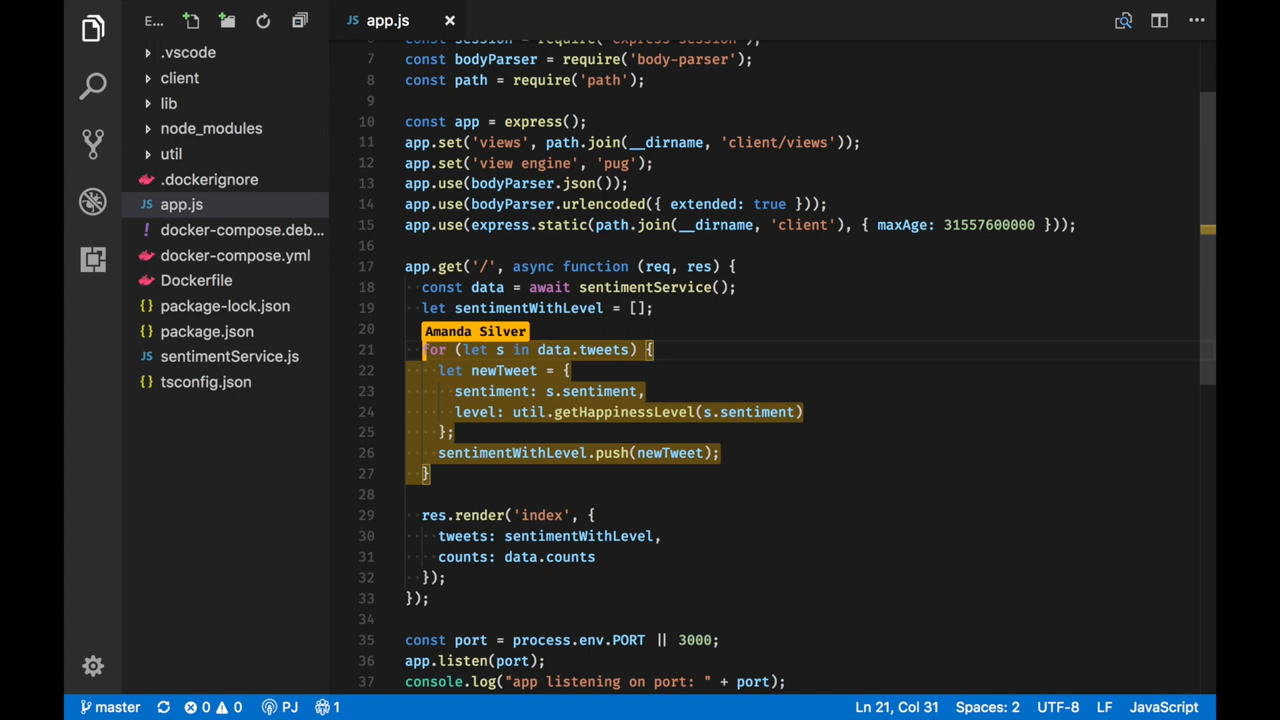 E...
app.js
.vscode
client
lib
node_modules
util
.dockerignore
app.js
docker-compose.deb...
docker-compose.yml
Dockerfile
package-lock.json
package.json
sentimentService.js
tsconfig.json
6 const session = require('express-session');
7 const bodyParser = require('body-parser');
8 const path = require('path');
9
10 const app = express();
11 app.set('views', path.join(__dirname, 'client/views'));
12 app.set('view engine', 'pug');
13 app.use(bodyParser.json());
14 app.use(bodyParser.urlencoded({ extended: true }));
15 app.use(express.static(path.join(__dirname, 'client'), { maxAge: 31557600000 }));
16
17 app.get('/', async function (req, res) {
18 const data = await sentimentService();
19 let sentimentWithLevel = [];
20 Amanda Silver
21 for (let s in data.tweets) {
22 let newTweet = {
23 sentiment: s.sentiment,
24 level: util.getHappinessLevel(s.sentiment)
25 };
26 sentimentWithLevel.push(newTweet);
27 }
28
29 res.render('index', {
30 tweets: sentimentWithLevel,
31 counts: data.counts
32 });
33 });
34
35 const port = process.env.PORT || 3000;
36 app.listen(port);
37 console.log("app listening on port: " + port);
master 0 0 PJ 1 Ln 21, Col 31 Spaces: 2 UTF-8 LF JavaScript